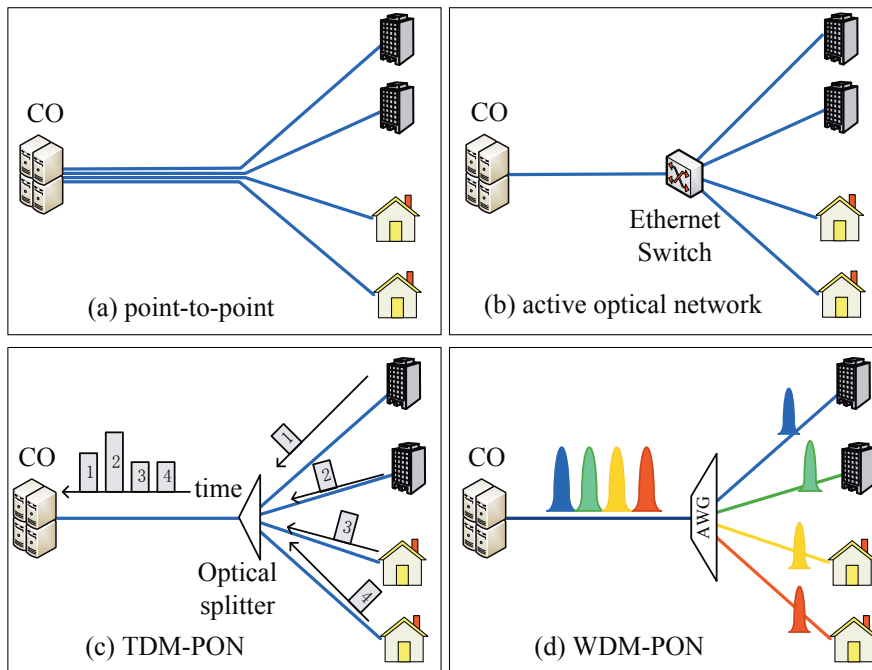 CO
(a) point-to-point
CO
Ethernet
Switch
(b) active optical network
CO
1
2
3
4
time
1
2
3
4
Optical
splitter
(c) TDM-PON
CO
AWG
(d) WDM-PON